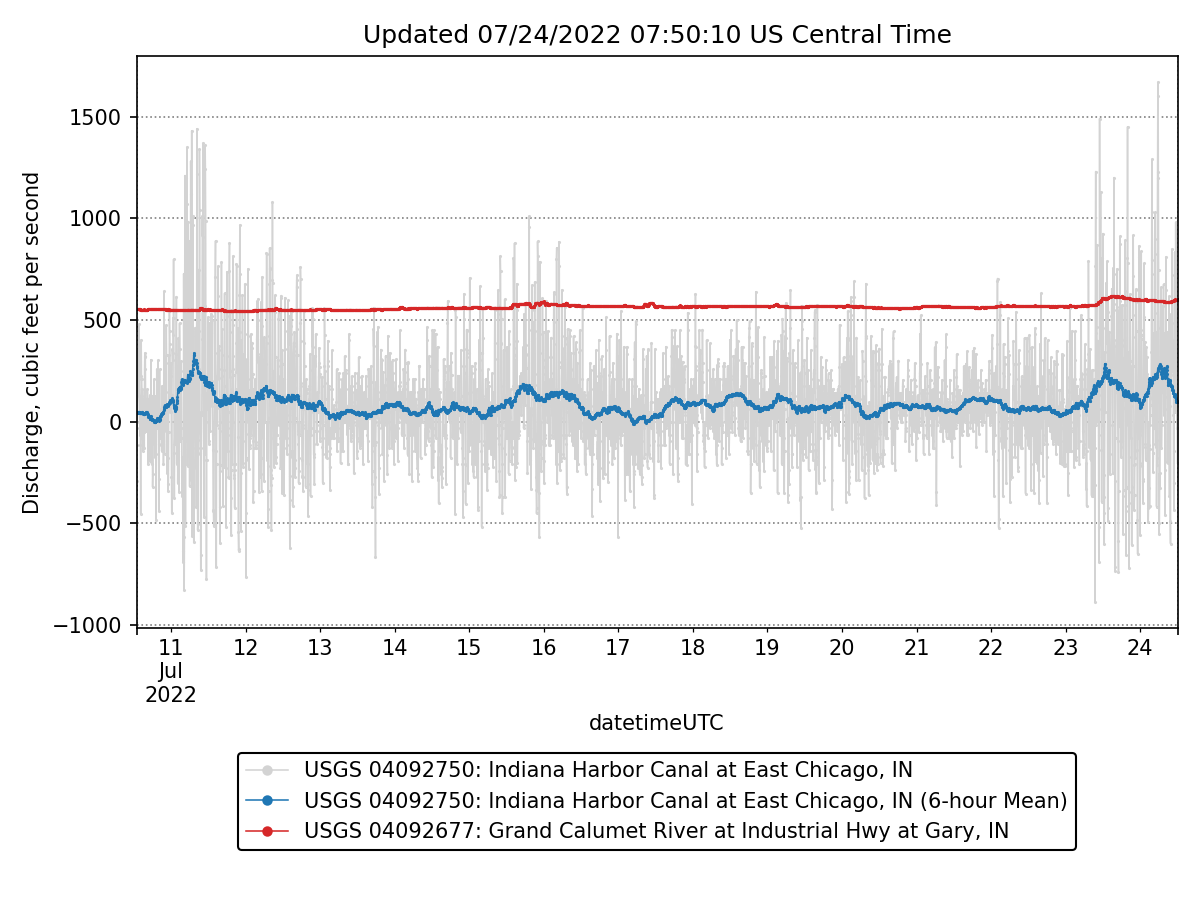 Updated 07/24/2022 07:50:10 US Central Time
Discharge, cubic feet per second
1500
1000
500
0
−500
−1000
11 12 13 14 15 16 17 18 19 20 21 22 23 24
Jul
2022
datetimeUTC
USGS 04092750: Indiana Harbor Canal at East Chicago, IN
USGS 04092750: Indiana Harbor Canal at East Chicago, IN (6-hour Mean)
USGS 04092677: Grand Calumet River at Industrial Hwy at Gary, IN